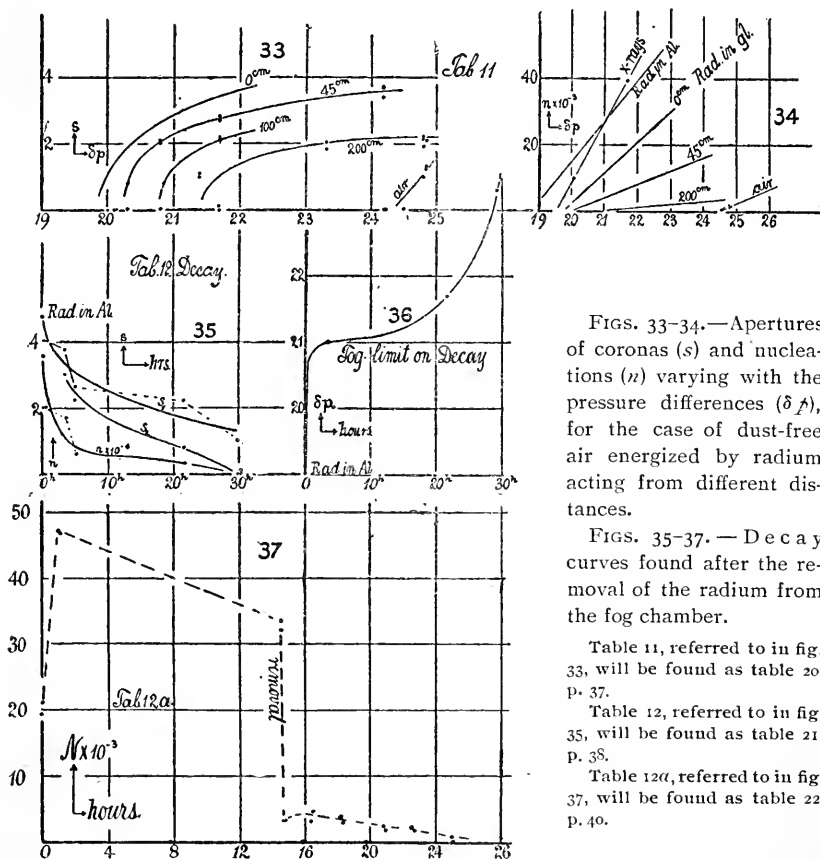 33
Tab 11
4
2
s
δp
0cm
45cm
100cm
200cm
air
19 20 21 22 23 24 25
34
40
20
n×10-3
δp
x-rays
Rad in Al.
0cm Rad. in gl.
45cm
200cm
air
19 20 21 22 23 24 25 26
Tab. 12 Decay.
35
Rad. in Al
4
2
s
hrs.
s
s
n×10-4
n
0h 10h 20h 30h
36
22
21
20
Fog limit on Decay
δp
hours
Rad in Al
0h 10h 20h 30h
37
50
40
30
20
10
Tab 12a
removal
N×10-3
hours.
0 4 8 12 16 20 24 26
FIGS. 33-34.—Apertures
of coronas (s) and nuclea-
tions (n) varying with the
pressure differences (δp),
for the case of dust-free
air energized by radium
acting from different dis-
tances.
FIGS. 35-37.—Decay
curves found after the re-
moval of the radium from
the fog chamber.
Table 11, referred to in fig.
33, will be found as table 20
p. 37.
Table 12, referred to in fig
35, will be found as table 21
p. 38.
Table 12a, referred to in fig
37, will be found as table 22
p. 40.